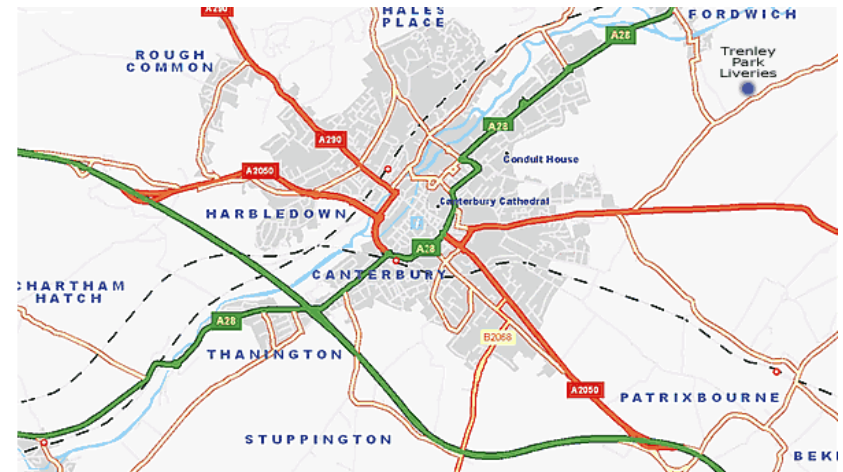 A290
HALES
PLACE
FORDWICH
A28
ROUGH
COMMON
Trenley
Park
Liveries
A28
A290
Conduit House
A2050
Canterbury Cathedral
HARBLEDOWN
A28
CANTERBURY
CHARTHAM
HATCH
A28
B2068
THANINGTON
A2050
PATRIXBOURNE
STUPPINGTON
BEK